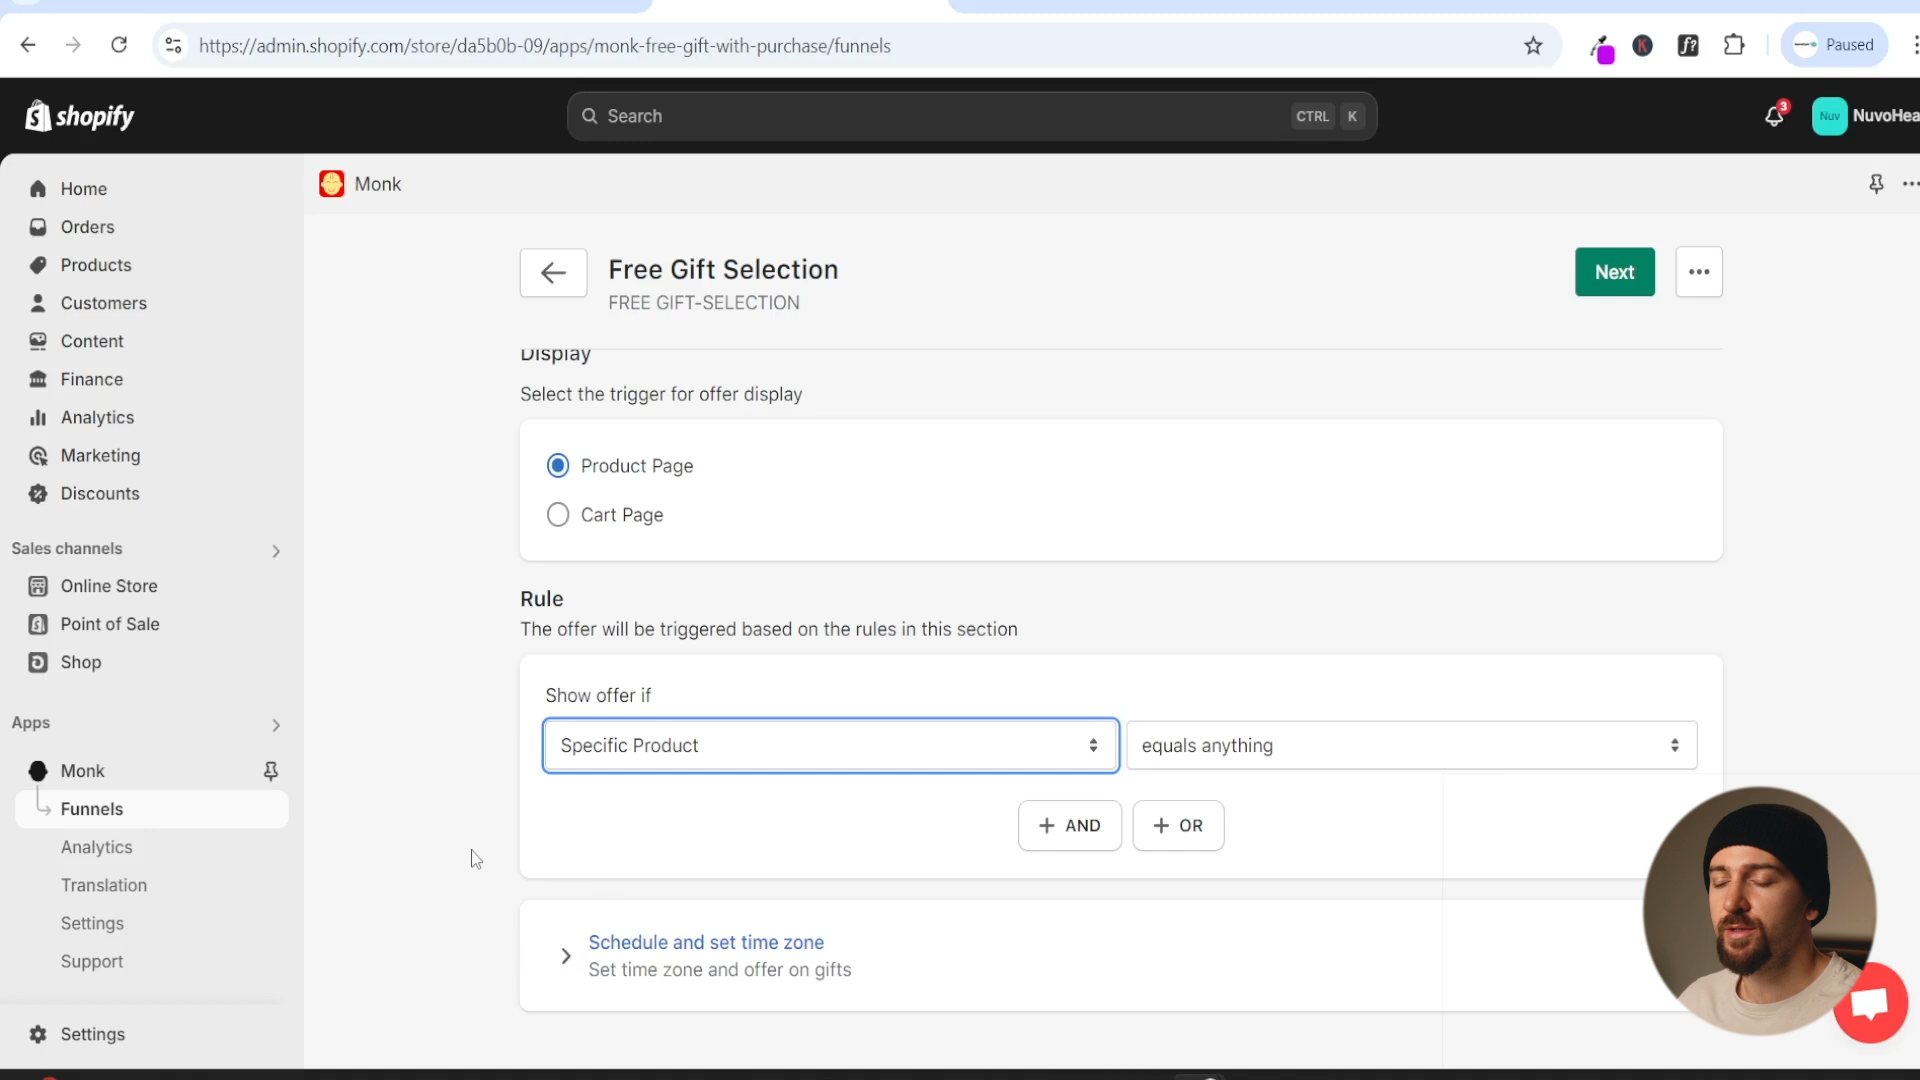 https://admin.shopify.com/store/da5b0b-09/apps/monk-free-gift-with-purchase/funnels
Paused
shopify
Search
CTRL K
3
Nuv
NuvoHea
Home
Orders
Products
Customers
Content
Finance
Analytics
Marketing
Discounts
Sales channels
Online Store
Point of Sale
Shop
Apps
Monk
Funnels
Analytics
Translation
Settings
Support
Settings
Monk
Free Gift Selection
FREE GIFT-SELECTION
Next
Display
Select the trigger for offer display
Product Page
Cart Page
Rule
The offer will be triggered based on the rules in this section
Show offer if
Specific Product
equals anything
+ AND
+ OR
Schedule and set time zone
Set time zone and offer on gifts